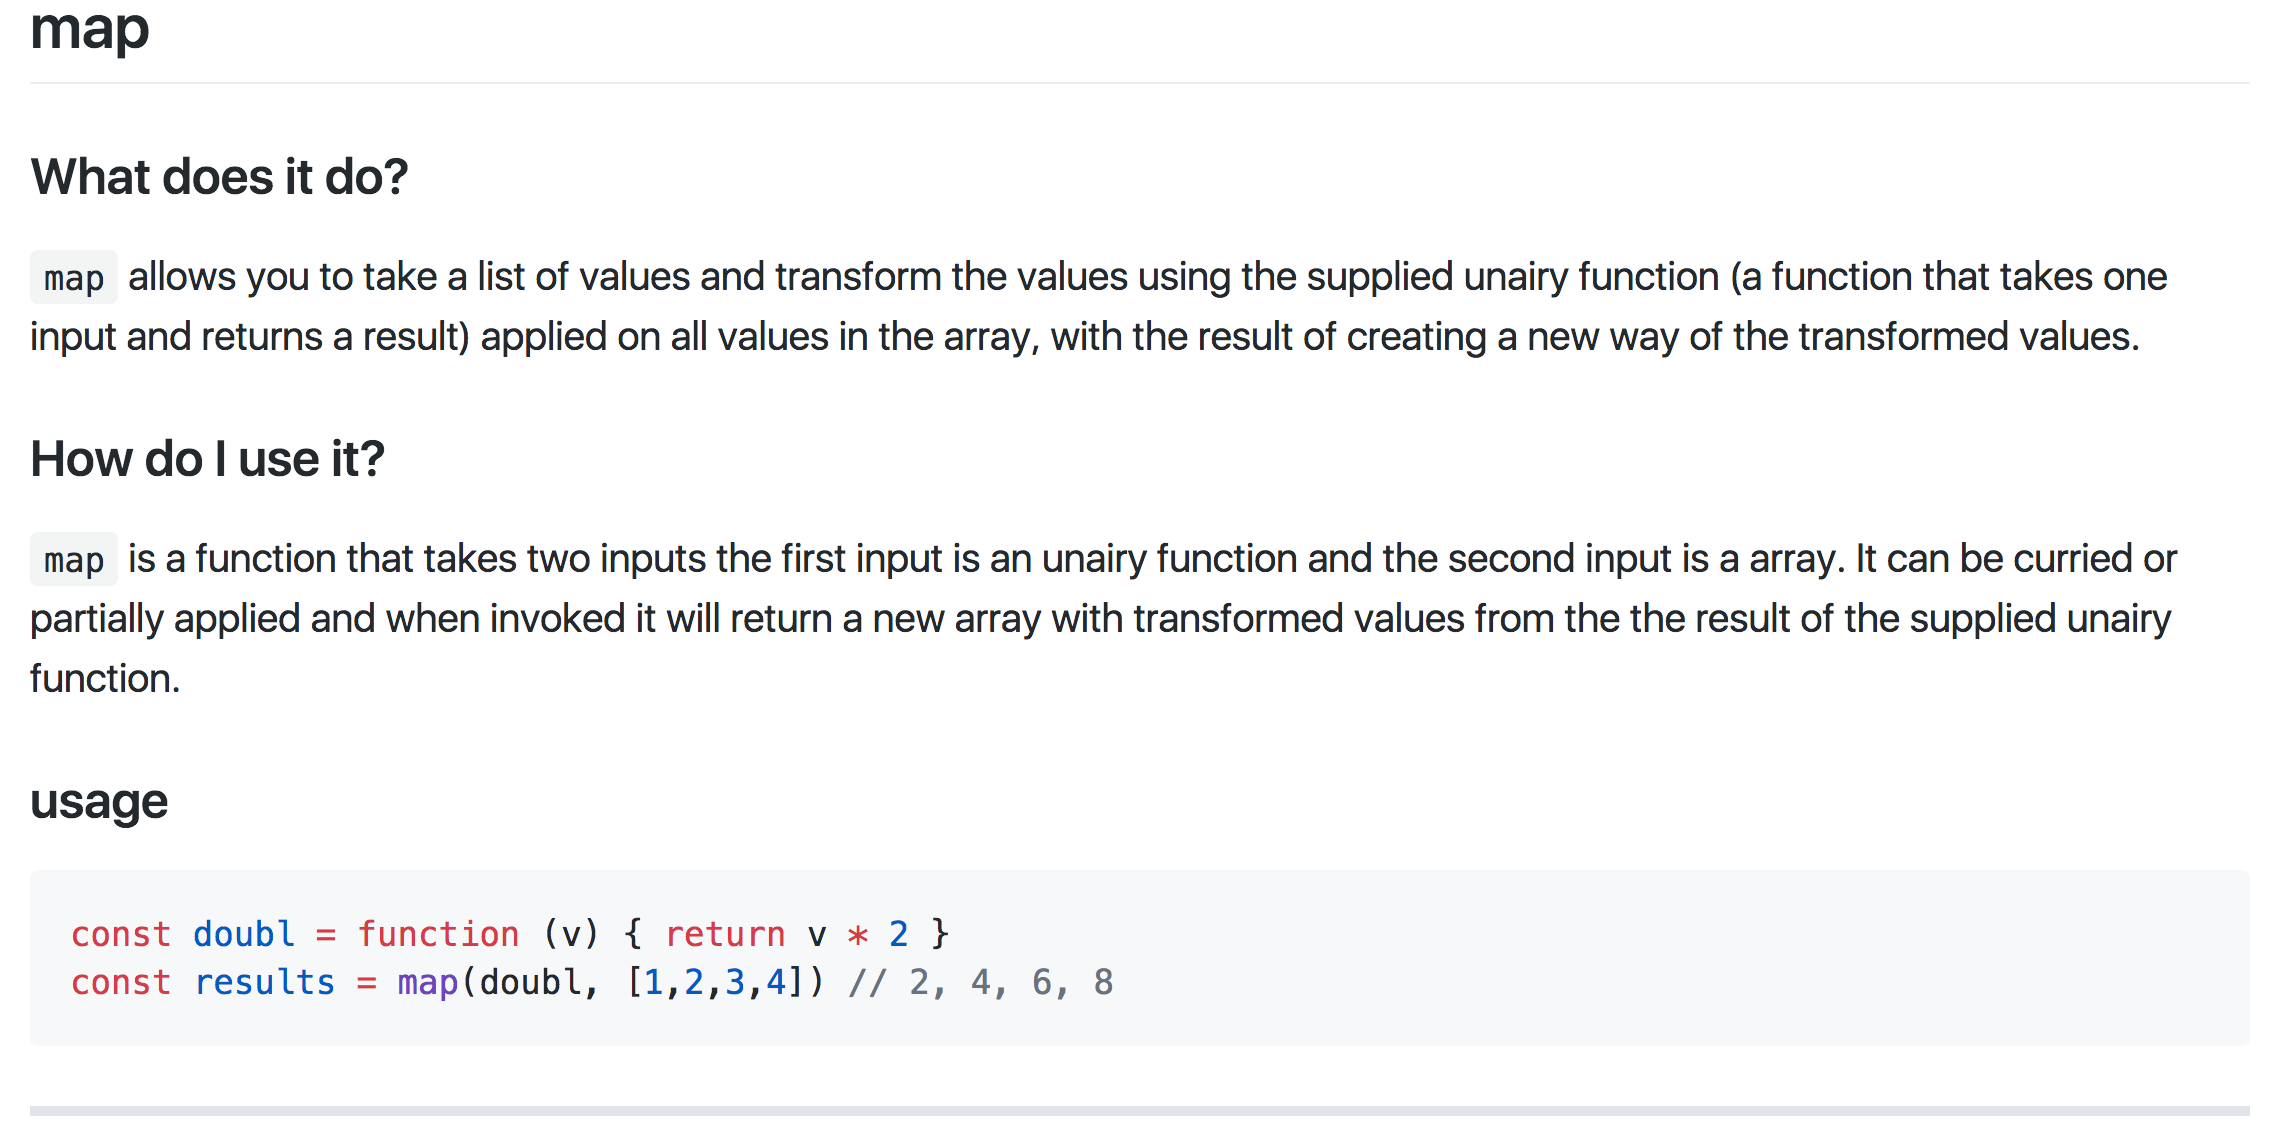 map
What does it do?
map allows you to take a list of values and transform the values using the supplied unairy function (a function that takes one
input and returns a result) applied on all values in the array, with the result of creating a new way of the transformed values.
How do I use it?
map is a function that takes two inputs the first input is an unairy function and the second input is a array. It can be curried or
partially applied and when invoked it will return a new array with transformed values from the the result of the supplied unairy
function.
usage
const doubl = function (v) { return v * 2 }
const results = map(doubl, [1,2,3,4]) // 2, 4, 6, 8